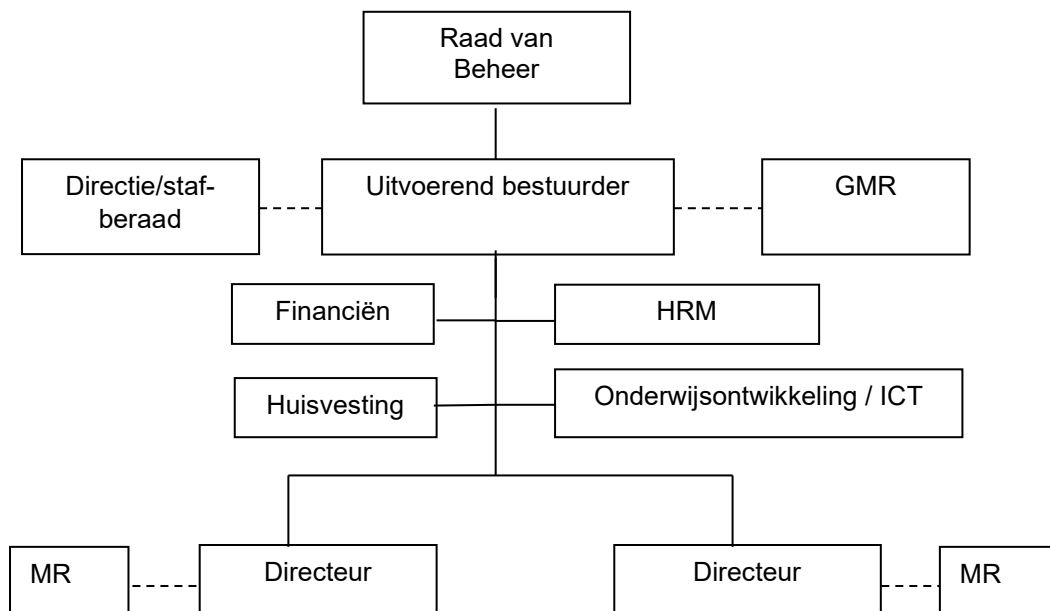 Raad van
Beheer
Directie/staf-
beraad
Uitvoerend bestuurder
GMR
Financiën
HRM
Huisvesting
Onderwijsontwikkeling / ICT
MR
Directeur
Directeur
MR